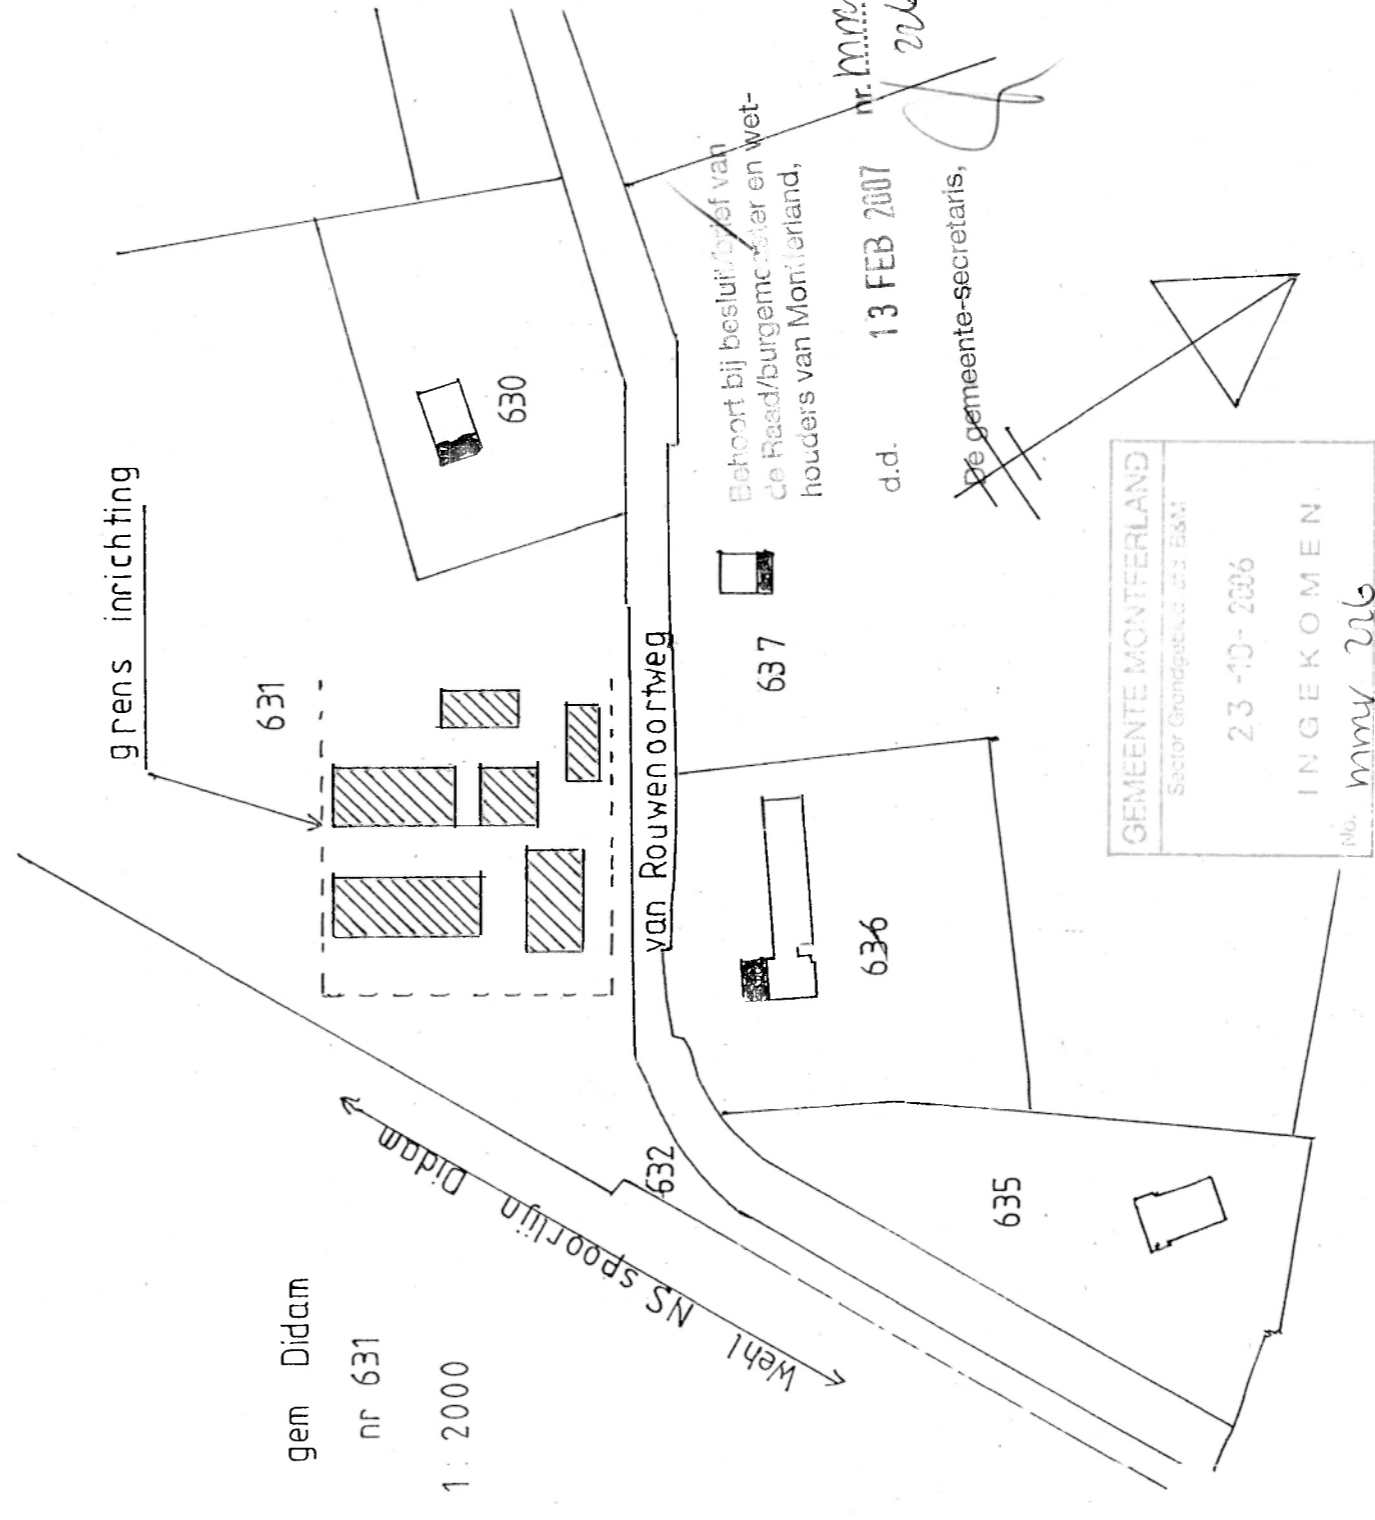 grens inrichting
631
630
gem Didam
nr 631
1 : 2000
Wehl NS spoorlijn Didam
632
van Rouwenoortweg
637
636
635
Behoort bij besluit/brief van
de Raad/burgemeester en wet-
houders van Montferland,
d.d. 13 FEB 2007 nr.
226
De gemeente-secretaris,
GEMEENTE MONTFERLAND
Sector Grondgebied
23 -10- 2006
INGEKOMEN
No. 226